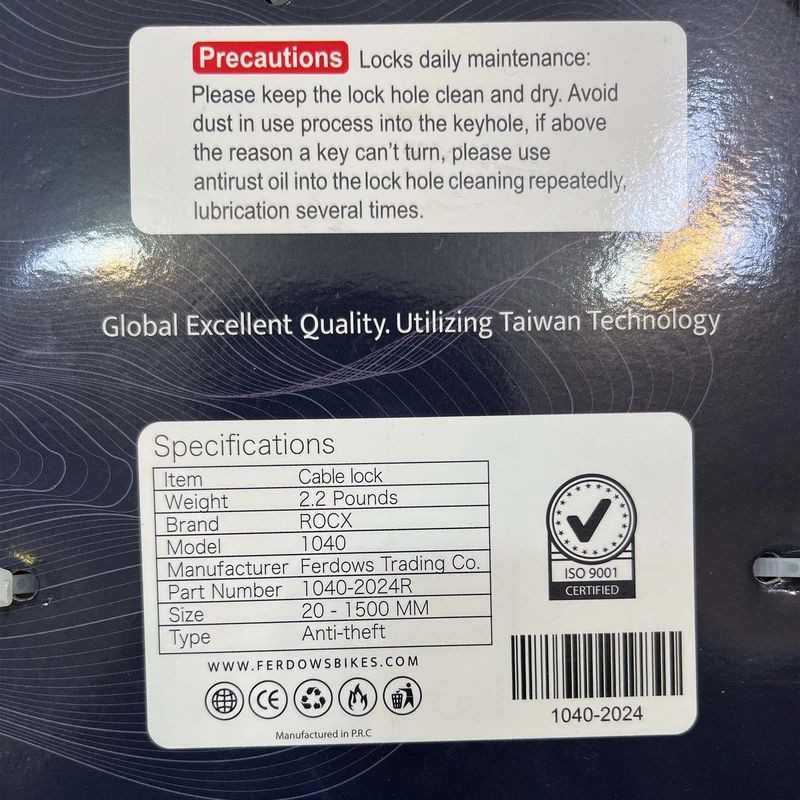 Precautions Locks daily maintenance:
Please keep the lock hole clean and dry. Avoid
dust in use process into the keyhole, if above
the reason a key can't turn, please use
antirust oil into the lock hole cleaning repeatedly,
lubrication several times.
Global Excellent Quality. Utilizing Taiwan Technology
Specifications
Item Cable lock
Weight 2.2 Pounds
Brand ROCX
Model 1040
Manufacturer Ferdows Trading Co.
Part Number 1040-2024R
Size 20 - 1500 MM
Type Anti-theft
WWW.FERDOWSBIKES.COM
CE
Manufactured in P.R.C
ISO 9001
CERTIFIED
1040-2024